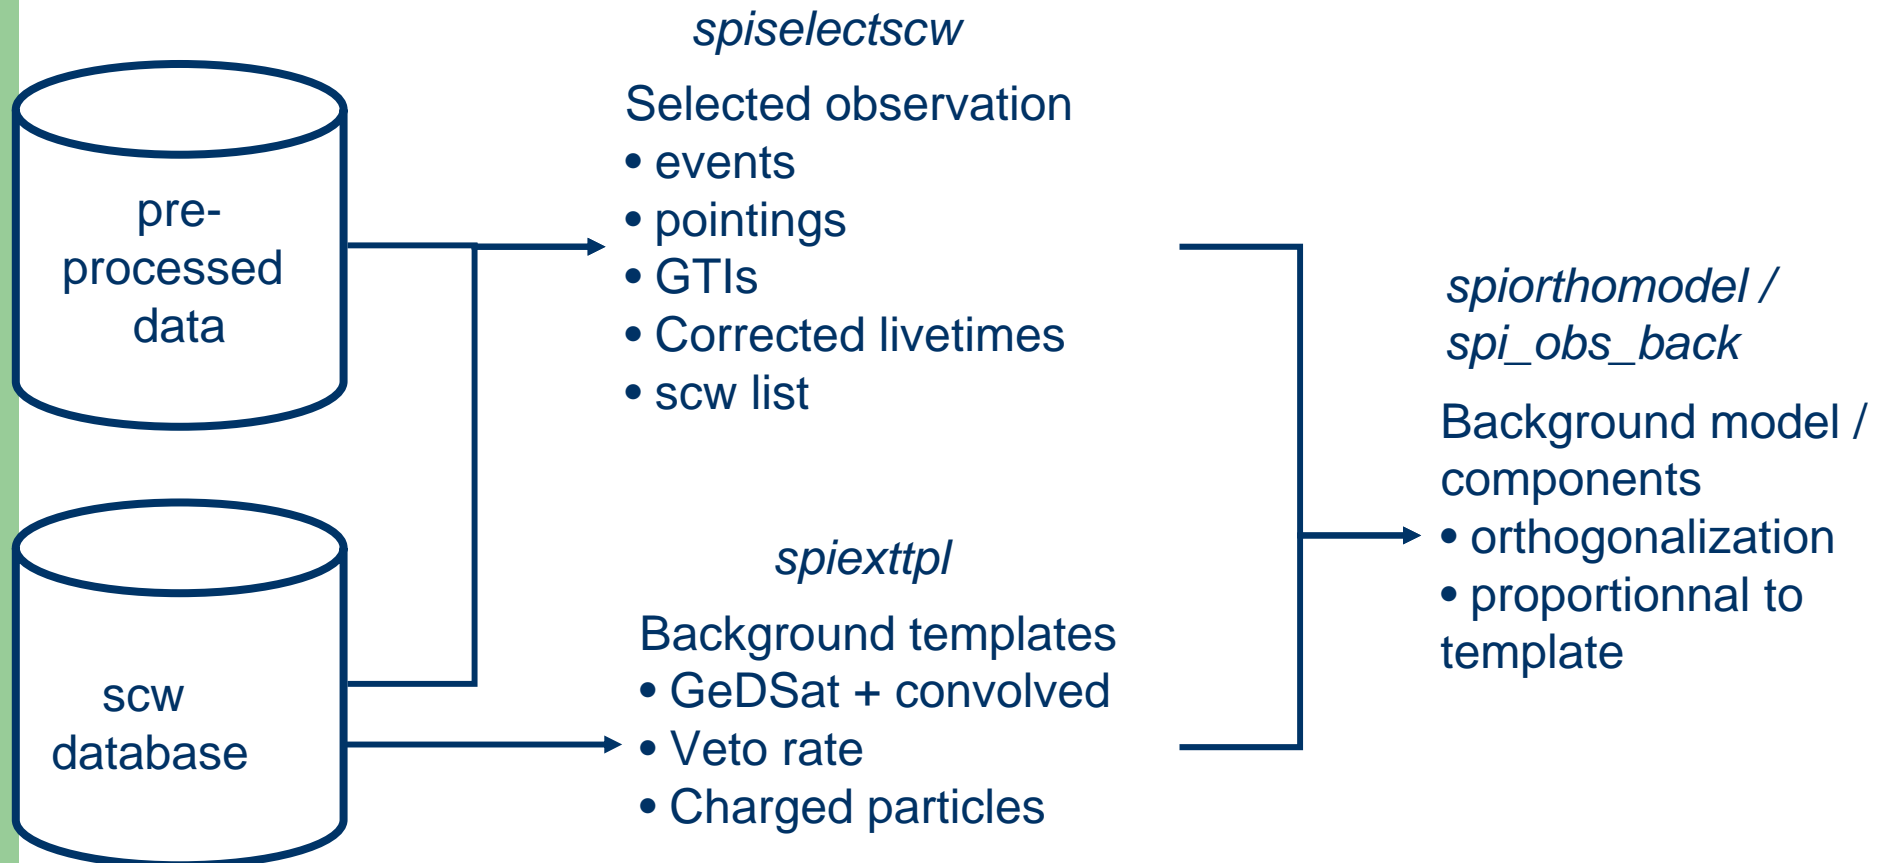 pre-
processed
data
scw
database
spiselectscw
Selected observation
• events
• pointings
• GTIs
• Corrected livetimes
• scw list
spiexttpl
Background templates
• GeDSat + convolved
• Veto rate
• Charged particles
spiorthomodel /
spi_obs_back
Background model /
components
• orthogonalization
• proportionnal to
template